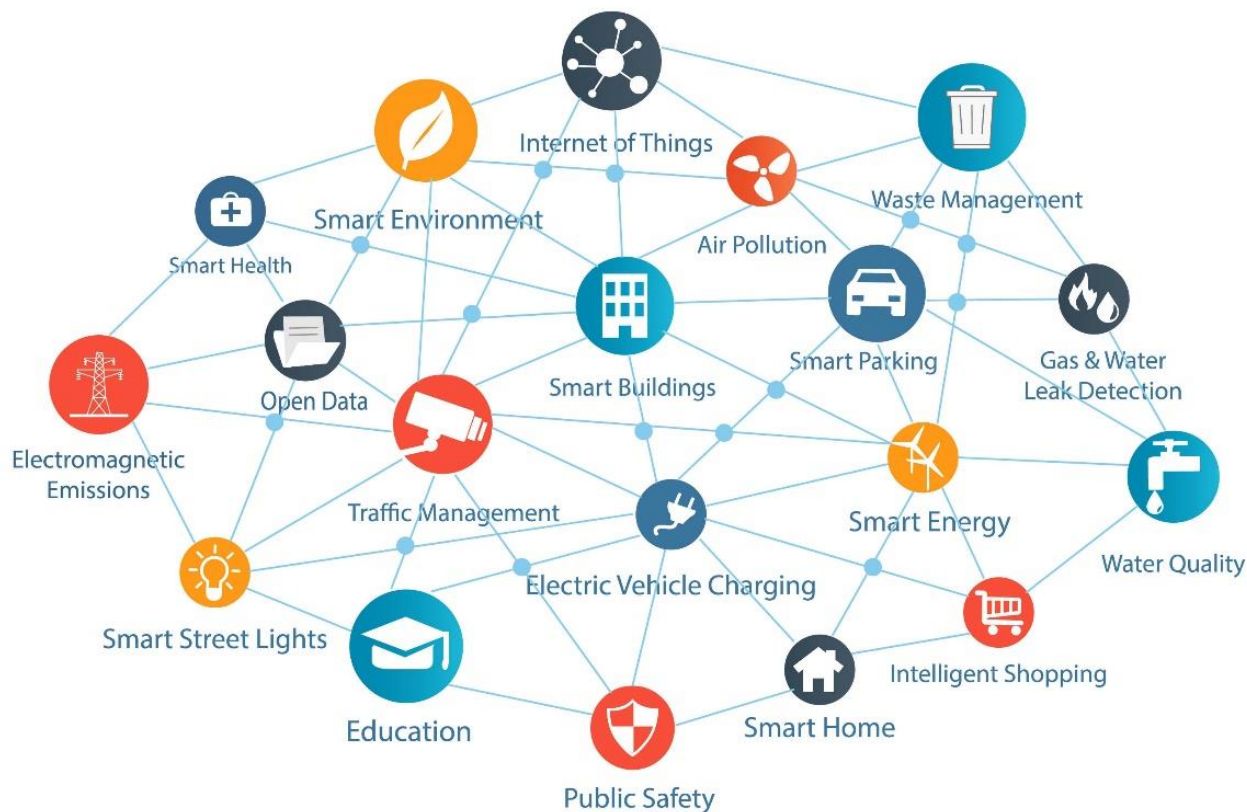 Internet of Things
Waste Management
Smart Environment
Air Pollution
Smart Health
Smart Buildings
Smart Parking
Gas & Water
Leak Detection
Open Data
Electromagnetic
Emissions
Traffic Management
Smart Energy
Water Quality
Electric Vehicle Charging
Smart Street Lights
Intelligent Shopping
Education
Smart Home
Public Safety